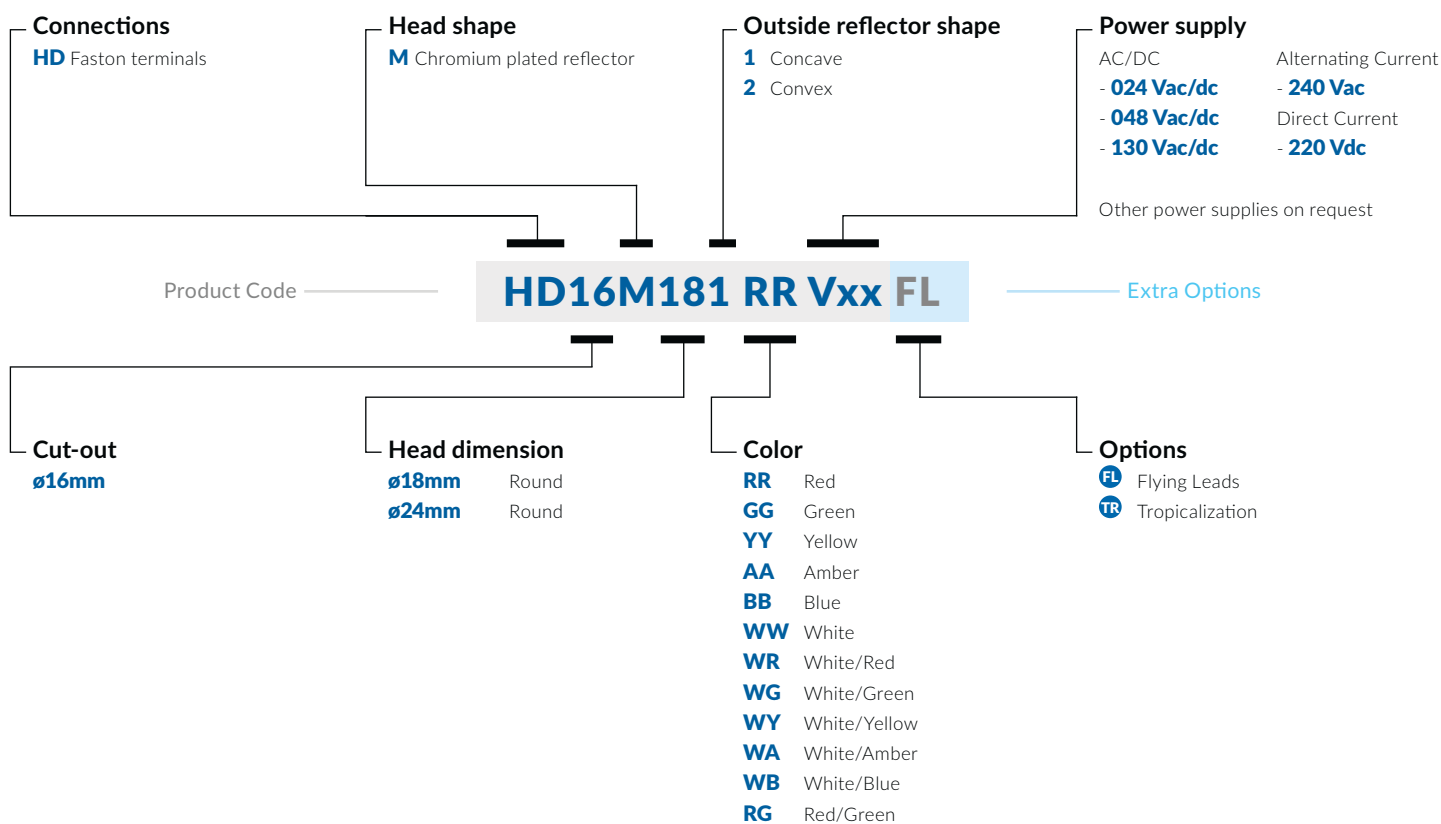 Connections
HD Faston terminals
Head shape
M Chromium plated reflector
Outside reflector shape
1 Concave
2 Convex
Power supply
AC/DC
- 024 Vac/dc
- 048 Vac/dc
- 130 Vac/dc
Alternating Current
- 240 Vac
Direct Current
- 220 Vdc
Other power supplies on request
Product Code
HD16M181 RR Vxx FL
Extra Options
Cut-out
ø16mm
Head dimension
ø18mm Round
ø24mm Round
Color
RR Red
GG Green
YY Yellow
AA Amber
BB Blue
WW White
WR White/Red
WG White/Green
WY White/Yellow
WA White/Amber
WB White/Blue
RG Red/Green
Options
FL Flying Leads
TR Tropicalization